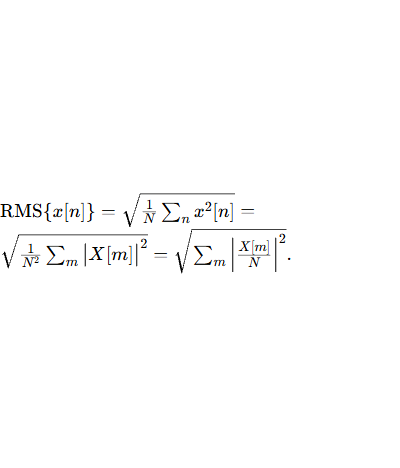 RMS{x[n]} = √(1/N ∑ₙ x²[n]) =
√(1/N² ∑ₘ |X[m]|²) = √(∑ₘ |X[m]/N|²).